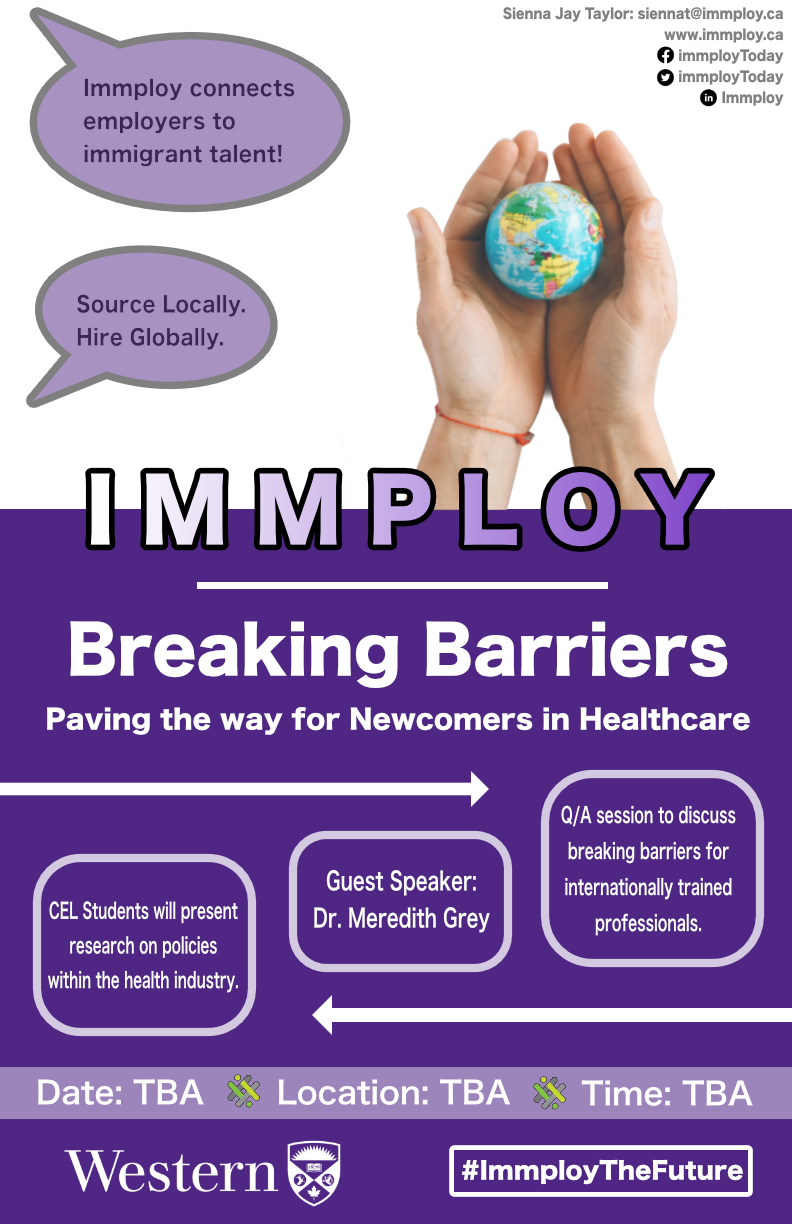 Sienna Jay Taylor: siennat@immploy.ca
www.immploy.ca
immployToday
immployToday
Immploy
Immploy connects
employers to
immigrant talent!
Source Locally.
Hire Globally.
IMMPLOY
Breaking Barriers
Paving the way for Newcomers in Healthcare
CEL Students will present
research on policies
within the health industry.
Guest Speaker:
Dr. Meredith Grey
Q/A session to discuss
breaking barriers for
internationally trained
professionals.
Date: TBA Location: TBA Time: TBA
Western
#ImmployTheFuture